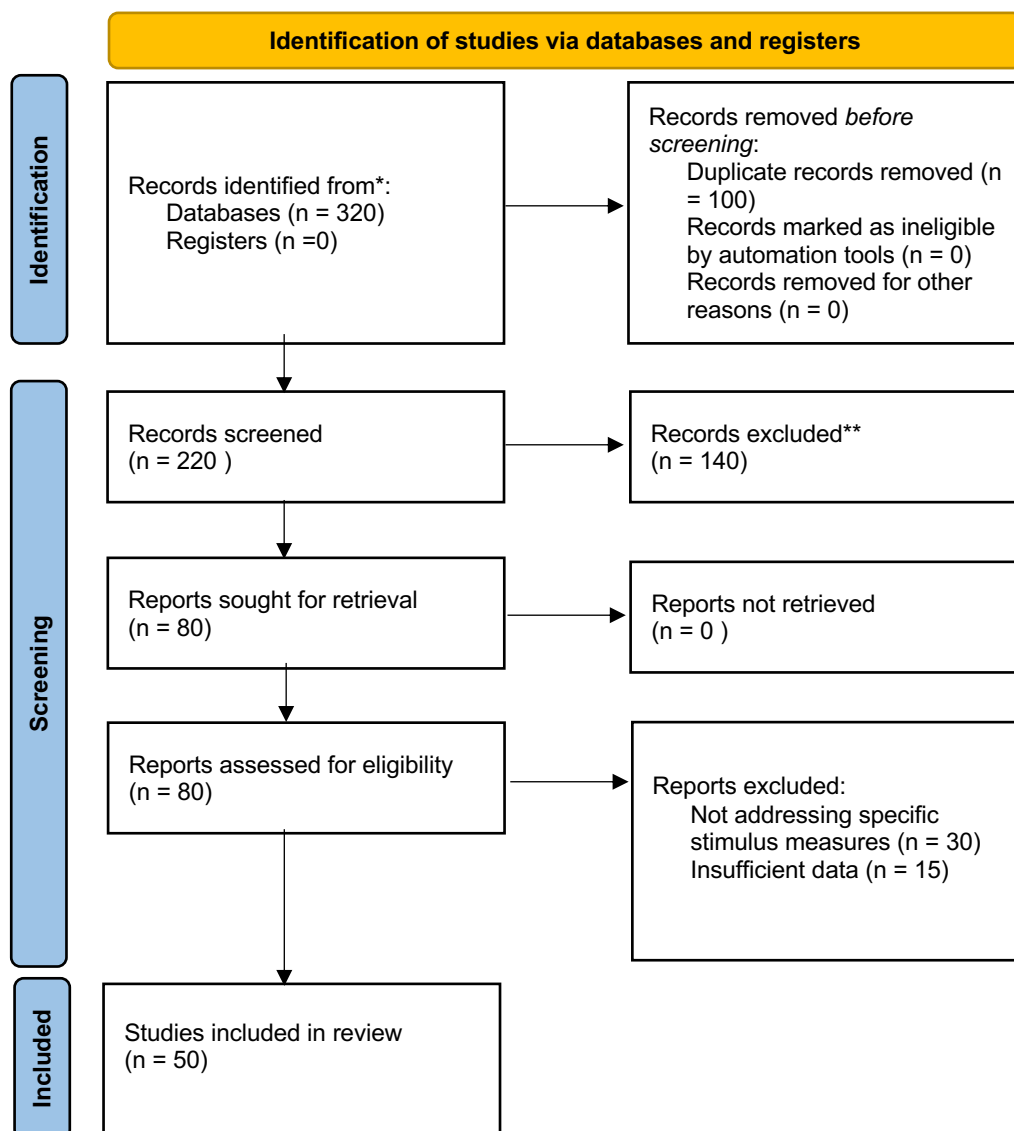 Identification of studies via databases and registers
Identification
Records identified from*:
Databases (n = 320)
Registers (n =0)
Records removed before
screening:
Duplicate records removed (n
= 100)
Records marked as ineligible
by automation tools (n = 0)
Records removed for other
reasons (n = 0)
Screening
Records screened
(n = 220 )
Records excluded**
(n = 140)
Reports sought for retrieval
(n = 80)
Reports not retrieved
(n = 0 )
Reports assessed for eligibility
(n = 80)
Reports excluded:
Not addressing specific
stimulus measures (n = 30)
Insufficient data (n = 15)
Included
Studies included in review
(n = 50)